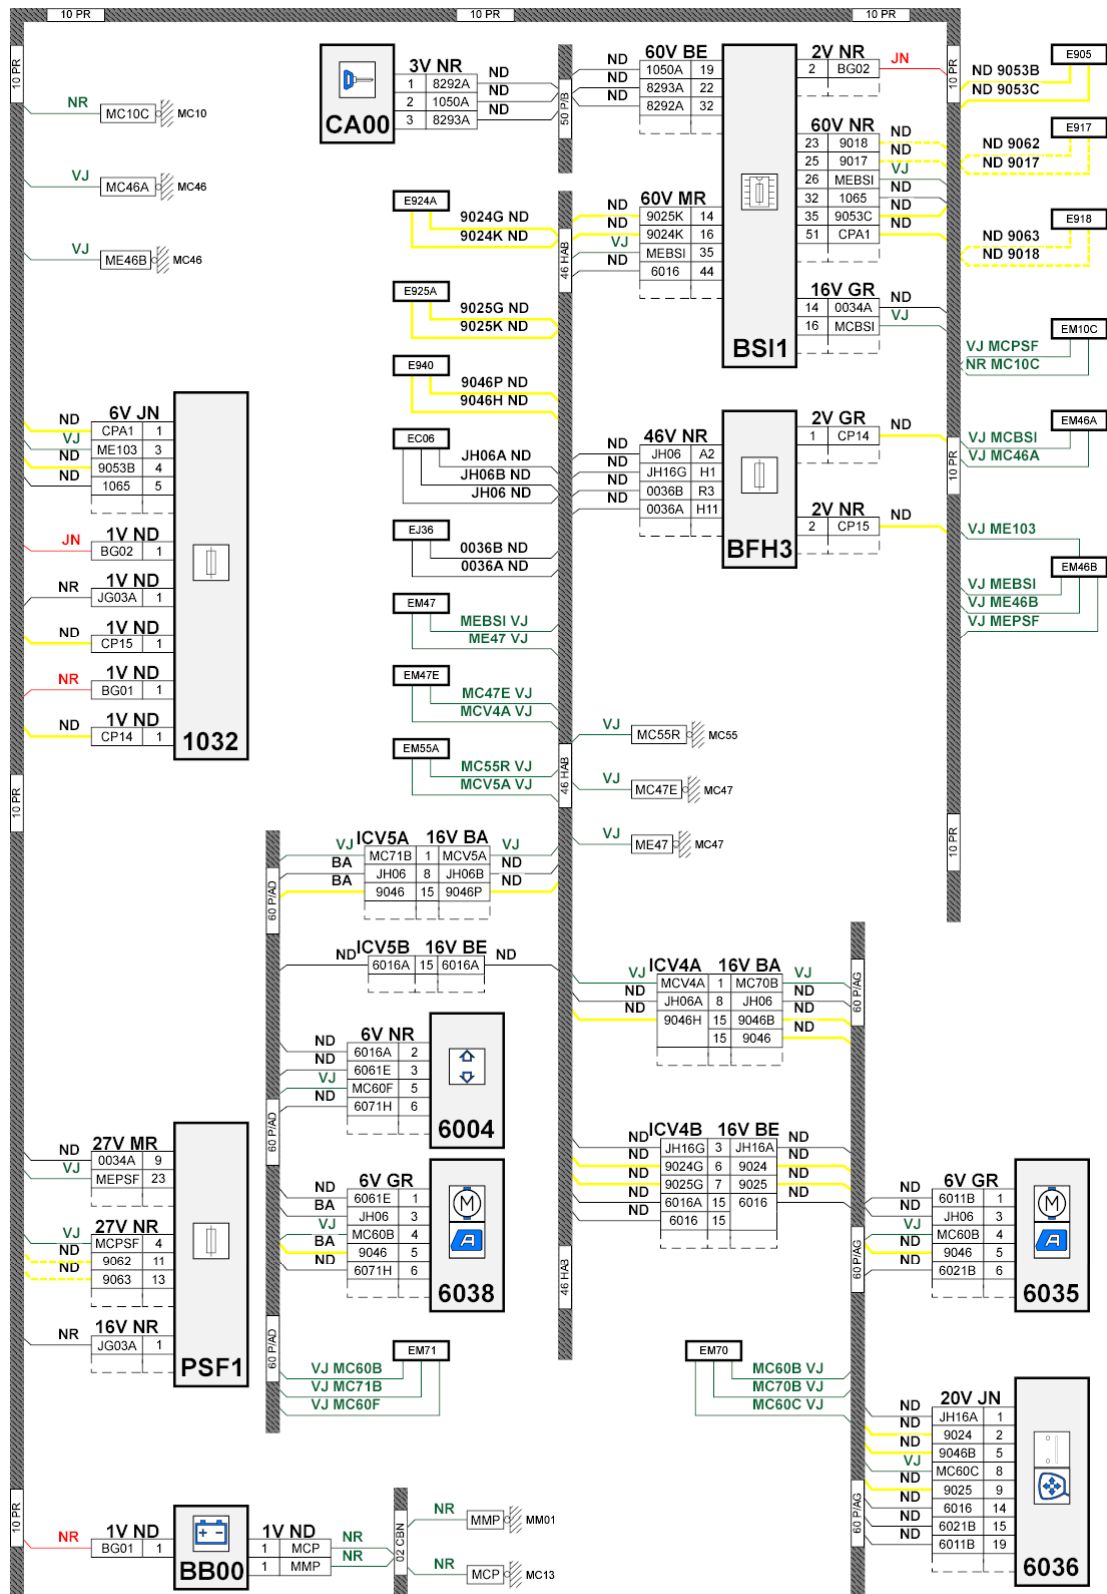 10 PR
10 PR
10 PR
10 PR
NR
MC10C
MC10
VJ
MC46A
MC46
VJ
ME46B
MC46
CA00
3V NR
1 8292A ND
2 1050A ND
3 8293A ND
50 P/B
60V BE
ND 1050A 19
ND 8293A 22
ND 8292A 32
2V NR
2 BG02 JN
60V NR
23 9018 ND
25 9017 ND
26 MEBSI VJ
32 1065 ND
35 9053C ND
51 CPA1 ND
10 PR
E905
ND 9053B
ND 9053C
E917
ND 9062
ND 9017
E918
ND 9063
ND 9018
E924A
9024G ND
9024K ND
46 HAB
60V MR
ND 9025K 14
ND 9024K 16
VJ MEBSI 35
ND 6016 44
16V GR
14 0034A ND
16 MCBSI VJ
BSI1
E925A
9025G ND
9025K ND
EM10C
VJ MCPSF
NR MC10C
E940
9046P ND
9046H ND
6V JN
ND CPA1 1
VJ ME103 3
ND 9053B 4
ND 1065 5
1V ND
JN BG02 1
1V ND
NR JG03A 1
1V ND
ND CP15 1
1V ND
NR BG01 1
1V ND
ND CP14 1
1032
EC06
JH06A ND
JH06B ND
JH06 ND
46V NR
ND JH06 A2
ND JH16G H1
ND 0036B R3
ND 0036A H11
2V GR
1 CP14 ND
2V NR
2 CP15 ND
BFH3
10 PR
EM46A
VJ MCBSI
VJ MC46A
VJ ME103
EM46B
VJ MEBSI
VJ ME46B
VJ MEPSF
EJ36
0036B ND
0036A ND
EM47
MEBSI VJ
ME47 VJ
EM47E
MC47E VJ
MCV4A VJ
EM55A
MC55R VJ
MCV5A VJ
46 HAB
VJ
MC55R
MC55
VJ
MC47E
MC47
VJ
ME47
MC47
10 PR
10 PR
60 P/AD
ICV5A 16V BA
VJ MC71B 1 MCV5A VJ
BA JH06 8 JH06B ND
BA 9046 15 9046P ND
ICV5B 16V BE
ND 6016A 15 6016A ND
ICV4A 16V BA
VJ MCV4A 1 MC70B VJ
ND JH06A 8 JH06 ND
ND 9046H 15 9046B ND
15 9046 ND
60 P/AG
6V NR
ND 6016A 2
ND 6061E 3
VJ MC60F 5
ND 6071H 6
6004
60 P/AD
27V MR
ND 0034A 9
VJ MEPSF 23
27V NR
VJ MCPSF 4
ND 9062 11
ND 9063 13
16V NR
NR JG03A 1
PSF1
6V GR
ND 6061E 1
BA JH06 3
VJ MC60B 4
BA 9046 5
ND 6071H 6
M
A
6038
46 HAB
ICV4B 16V BE
ND JH16G 3 JH16A ND
ND 9024G 6 9024 ND
ND 9025G 7 9025 ND
ND 6016A 15 6016 ND
ND 6016 15
60 P/AG
6V GR
ND 6011B 1
ND JH06 3
VJ MC60B 4
ND 9046 5
ND 6021B 6
M
A
6035
60 P/AD
EM71
VJ MC60B
VJ MC71B
VJ MC60F
EM70
MC60B VJ
MC70B VJ
MC60C VJ
20V JN
ND JH16A 1
ND 9024 2
ND 9046B 5
VJ MC60C 8
ND 9025 9
ND 6016 14
ND 6021B 15
ND 6011B 19
6036
60 P/AG
10 PR
1V ND
NR BG01 1
BB00
1V ND
1 MCP NR
1 MMP NR
02 CBN
NR
MMP
MM01
NR
MCP
MC13